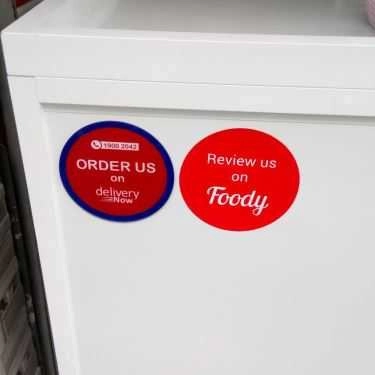 1900 2042
ORDER US
on
delivery
Now
Review us
on
Foody